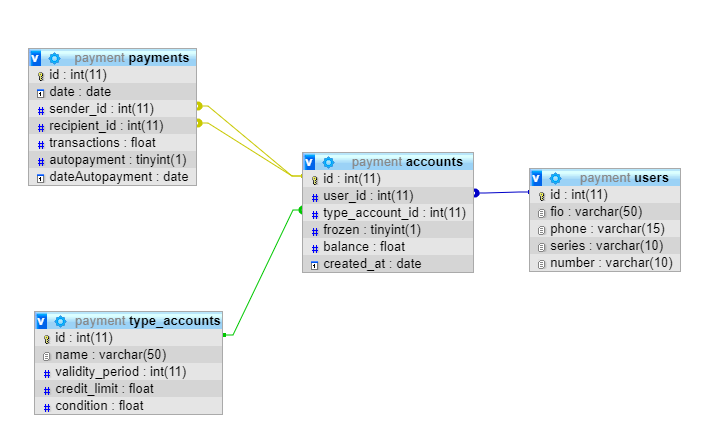 payment payments
id : int(11)
date : date
sender_id : int(11)
recipient_id : int(11)
transactions : float
autopayment : tinyint(1)
dateAutopayment : date
payment accounts
id : int(11)
user_id : int(11)
type_account_id : int(11)
frozen : tinyint(1)
balance : float
created_at : date
payment users
id : int(11)
fio : varchar(50)
phone : varchar(15)
series : varchar(10)
number : varchar(10)
payment type_accounts
id : int(11)
name : varchar(50)
validity_period : int(11)
credit_limit : float
condition : float